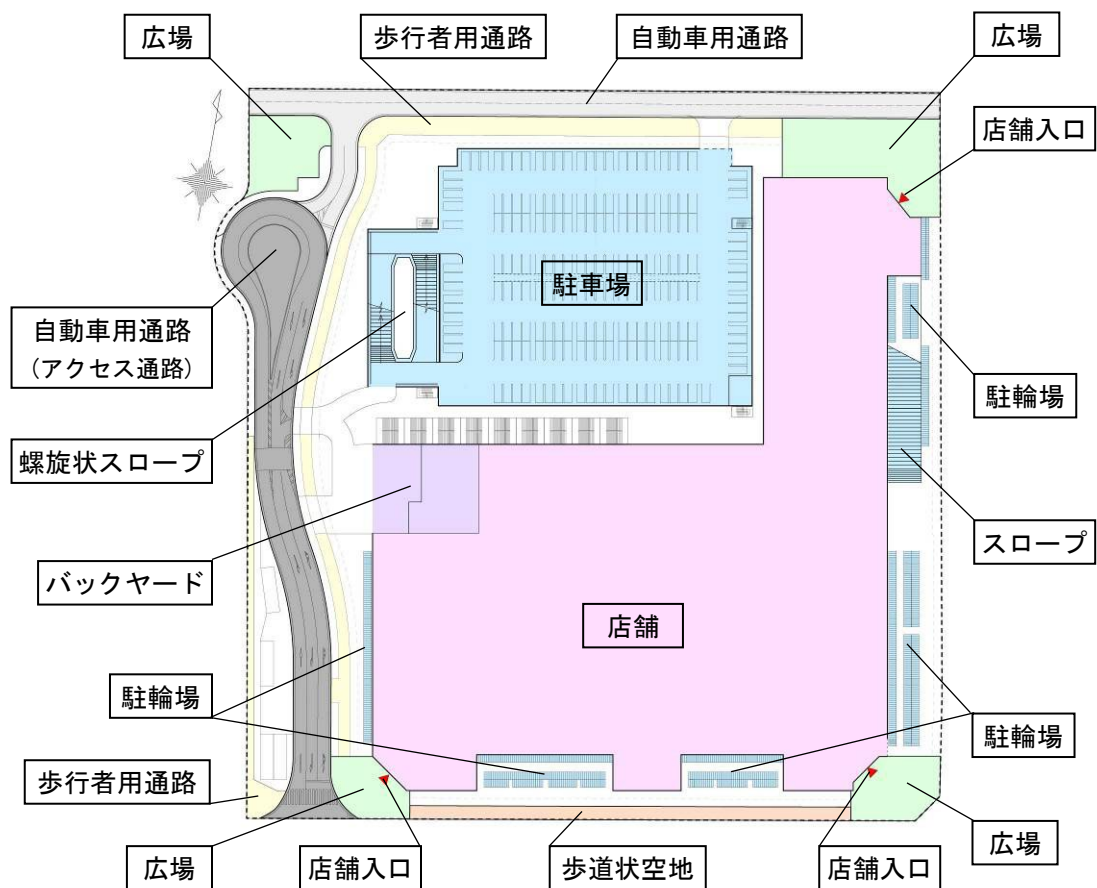 広場
歩行者用通路
自動車用通路
広場
店舗入口
駐車場
自動車用通路
（アクセス通路）
駐輪場
螺旋状スロープ
スロープ
バックヤード
店舗
駐輪場
駐輪場
歩行者用通路
広場
広場
店舗入口
歩道状空地
店舗入口